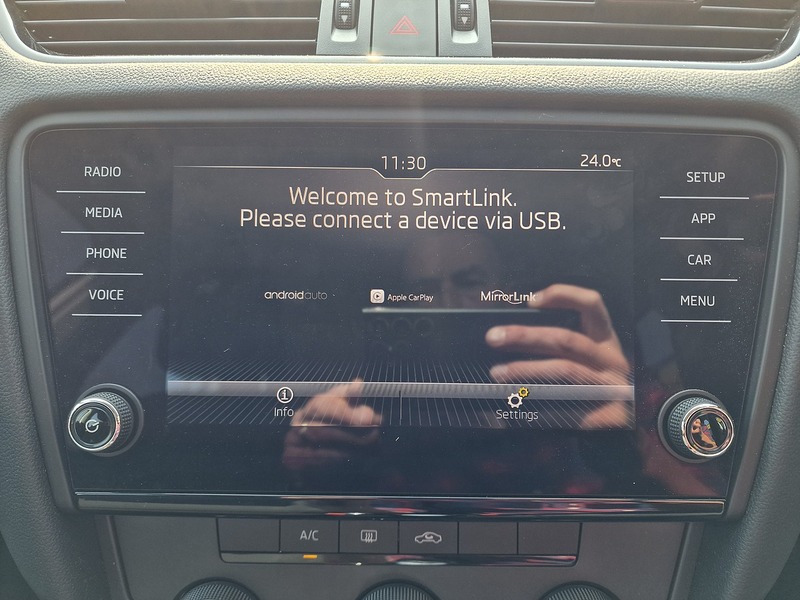 11:30
24.0°C
RADIO
MEDIA
PHONE
VOICE
Welcome to SmartLink.
Please connect a device via USB.
androidauto
Apple CarPlay
MirrorLink
Info
Settings
SETUP
APP
CAR
MENU
A/C